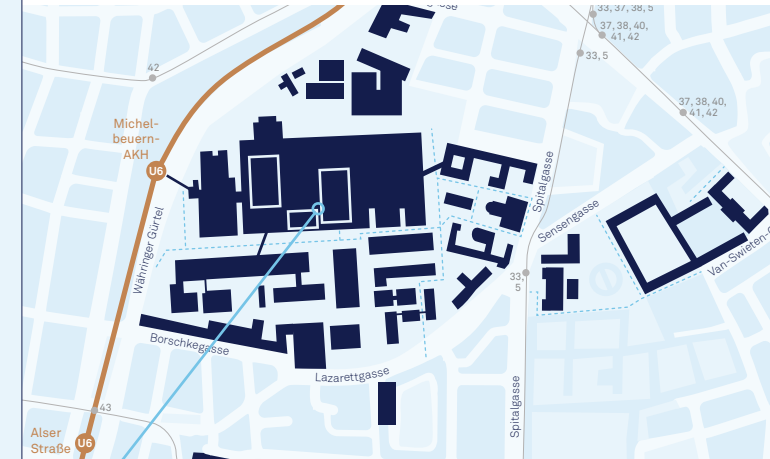 33, 37, 38, 5
37, 38, 40,
41, 42
33, 5
42
37, 38, 40,
41, 42
Michel-
beuern-
AKH
U6
Spitalgasse
Sensengasse
Währinger Gürtel
Van-Swieten-G
33,
5
Borschkegasse
Lazarettgasse
Spitalgasse
43
Alser
Straße
U6